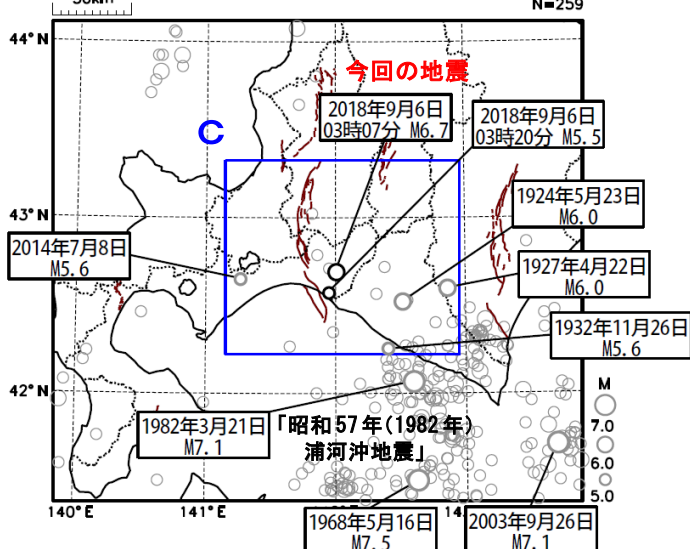 N=259
44°N
今回の地震
2018年9月6日
03時07分 M6.7
2018年9月6日
03時20分 M5.5
C
1924年5月23日
M6.0
43°N
2014年7月8日
M5.6
1927年4月22日
M6.0
1932年11月26日
M5.6
42°N
M
7.0
6.0
5.0
1982年3月21日
M7.1
「昭和57年(1982年)
浦河沖地震」
140°E
141°E
1968年5月16日
M7.5
2003年9月26日
M7.1